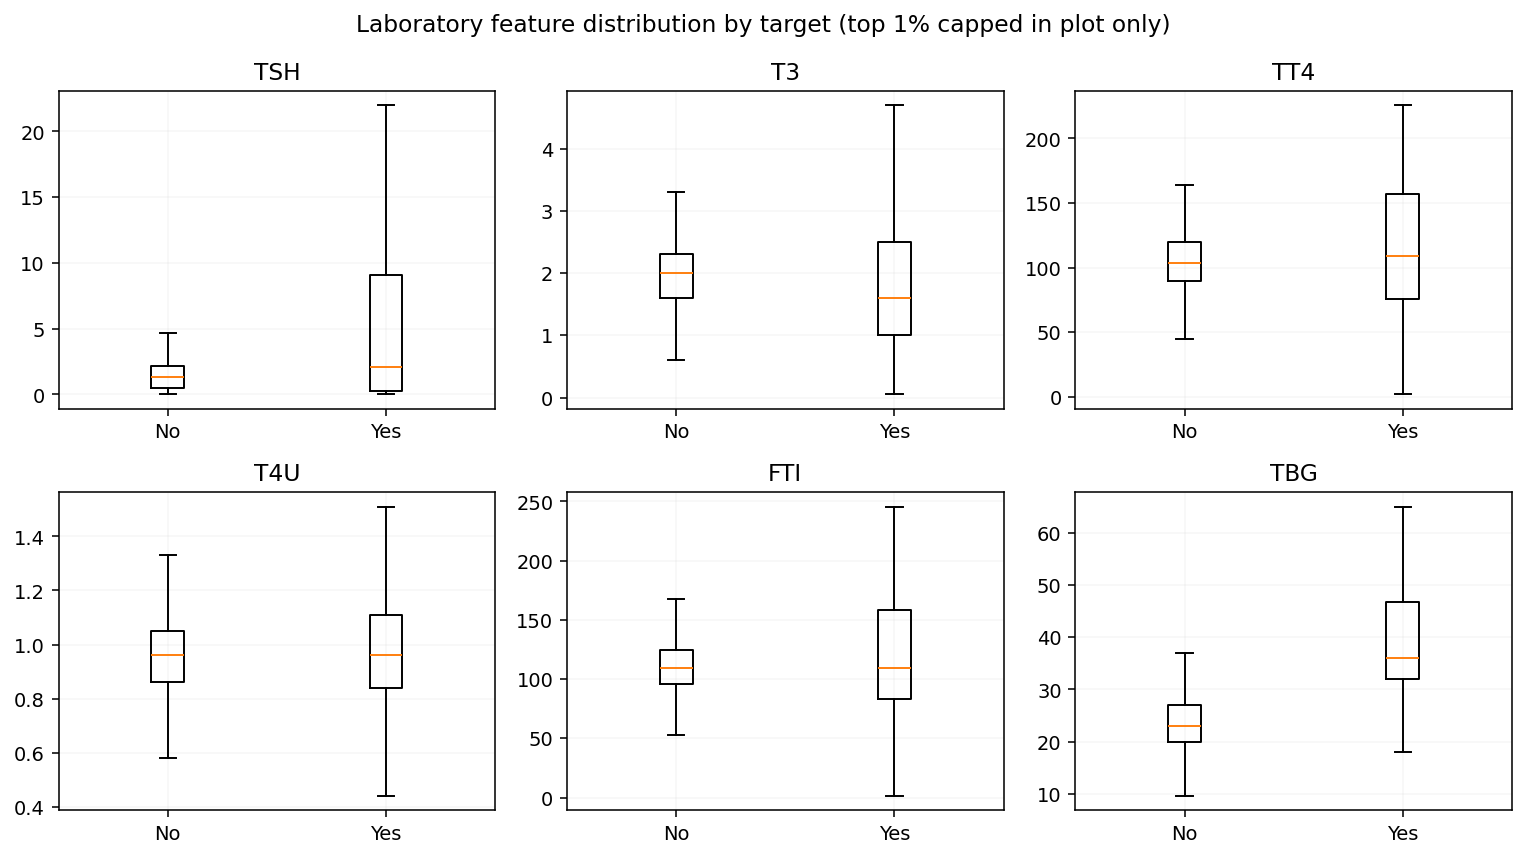 Laboratory feature distribution by target (top 1% capped in plot only)
TSH
20
15
10
5
0
No Yes
T3
4
3
2
1
0
No Yes
TT4
200
150
100
50
0
No Yes
T4U
1.4
1.2
1.0
0.8
0.6
0.4
No Yes
FTI
250
200
150
100
50
0
No Yes
TBG
60
50
40
30
20
10
No Yes